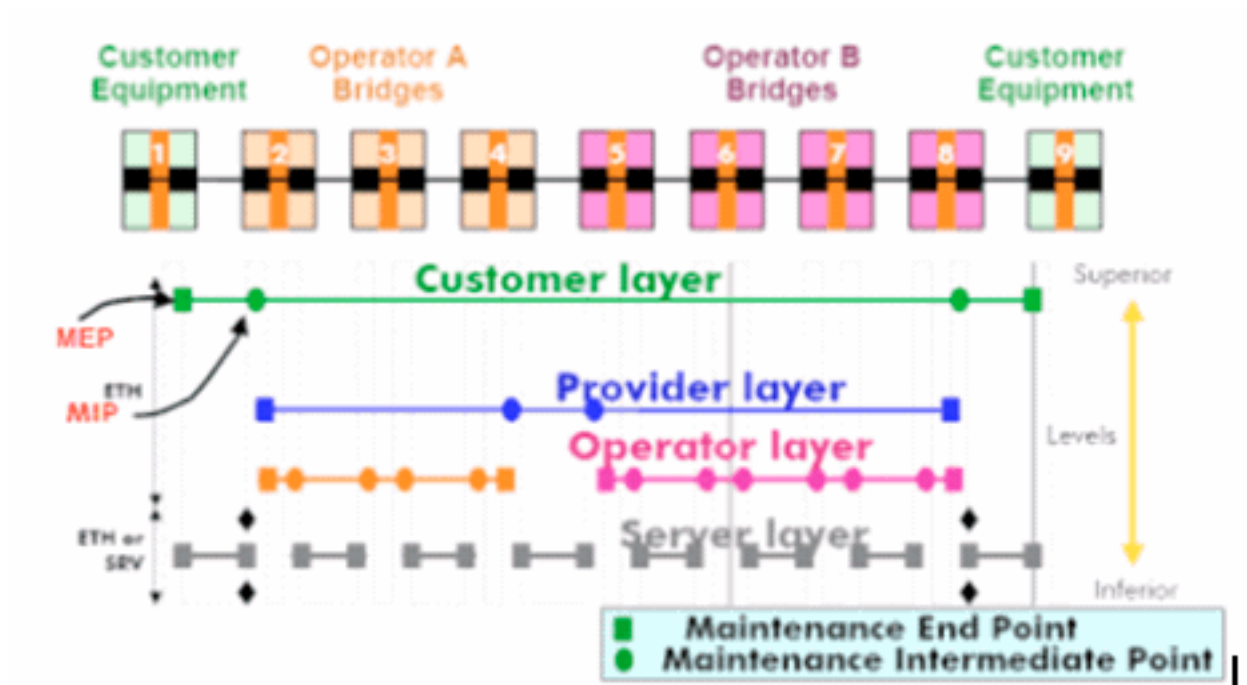 Customer
Equipment
Operator A
Bridges
Operator B
Bridges
Customer
Equipment
1 2 3 4 5 6 7 8 9
Customer layer
Superior
MEP
ETH
MIP
Provider layer
Levels
Operator layer
ETH or
SRV
Server layer
Inferior
Maintenance End Point
Maintenance Intermediate Point